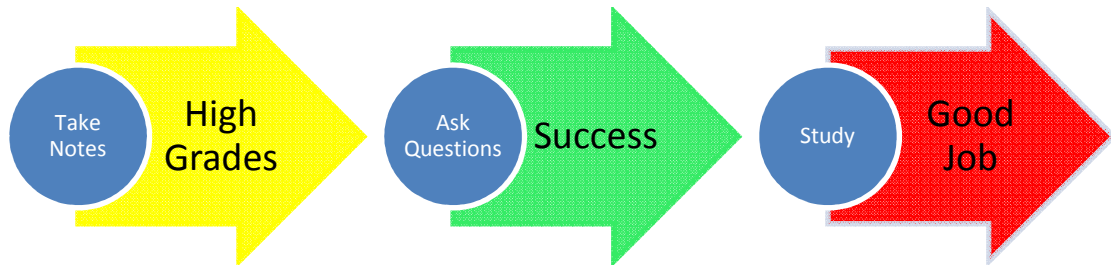 Take
Notes
High
Grades
Ask
Questions
Success
Study
Good
Job